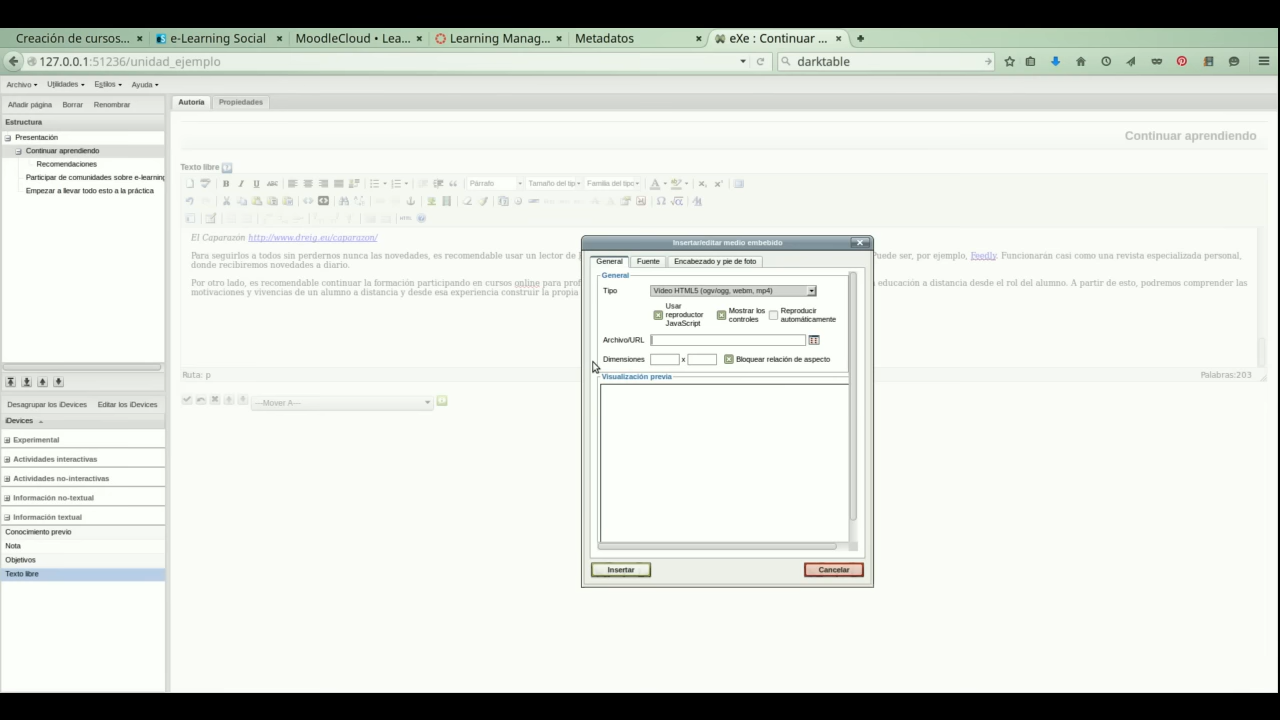 Creación de cursos... × e-Learning Social × MoodleCloud • Lea... × Learning Manag... × Metadatos × eXe : Continuar ... ×
127.0.0.1:51236/unidad_ejemplo darktable
Archivo Utilidades Estilos Ayuda
Añadir página Borrar Renombrar
Autoría Propiedades
Estructura
Presentación
Continuar aprendiendo
Recomendaciones
Participar de comunidades sobre e-learning
Empezar a llevar todo esto a la práctica
Desagrupar los iDevices Editar los iDevices
iDevices
Experimental
Actividades interactivas
Actividades no-interactivas
Información no-textual
Información textual
Conocimiento previo
Nota
Objetivos
Texto libre
Continuar aprendiendo
Texto libre
Párrafo Tamaño del tip Familia del tipo
HTML
El Caparazón http://www.dreig.eu/caparazon/
Para seguirlos a todos sin perdernos nunca las novedades, es recomendable usar un lector de
Puede ser, por ejemplo, Feedly. Funcionarán casi como una revista especializada personal,
donde recibiremos novedades a diario.
Por otro lado, es recomendable continuar la formación participando en cursos online para prof
educación a distancia desde el rol del alumno. A partir de esto, podremos comprender las
motivaciones y vivencias de un alumno a distancia y desde esa experiencia construir la propia
Ruta: p Palabras:203
---Mover A---
Insertar/editar medio embebido
General Fuente Encabezado y pie de foto
General
Tipo Vídeo HTML5 (ogv/ogg, webm, mp4)
Usar reproductor JavaScript
Mostrar los controles
Reproducir automáticamente
Archivo/URL
Dimensiones x Bloquear relación de aspecto
Visualización previa
Insertar Cancelar